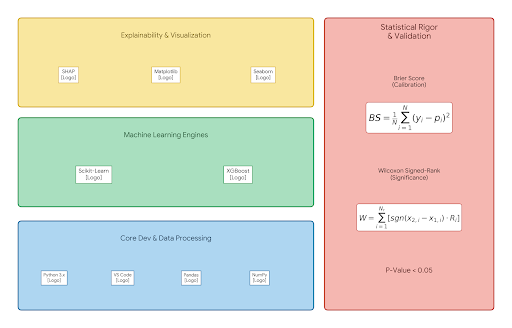 Explainability & Visualization
SHAP
[Logo]
Matplotlib
[Logo]
Seaborn
[Logo]
Machine Learning Engines
Scikit-Learn
[Logo]
XGBoost
[Logo]
Core Dev & Data Processing
Python 3.x
[Logo]
VS Code
[Logo]
Pandas
[Logo]
NumPy
[Logo]
Statistical Rigor
& Validation
Brier Score
(Calibration)
BS = 1/N ∑_{i=1}^{N} (y_i − p_i)^2
Wilcoxon Signed-Rank
(Significance)
W = ∑_{i=1}^{N_r} [sgn(x_{2,i} − x_{1,i}) · R_i]
P-Value < 0.05